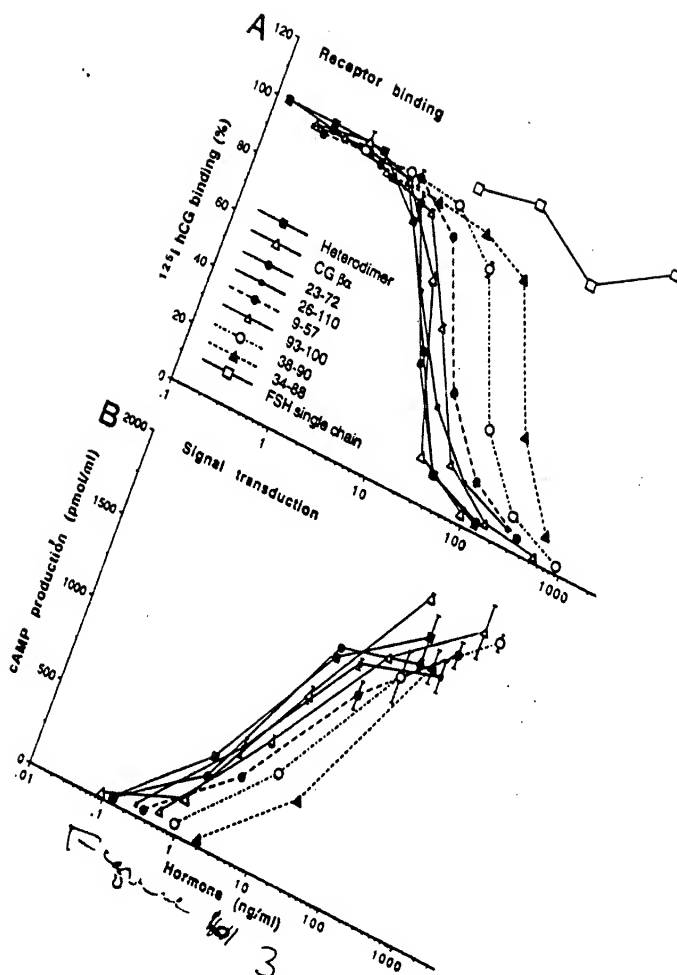 A
Receptor binding
120
100
80
60
40
20
0
125I hCG binding (%)
Heterodimer
CG βα
23-72
26-110
9-57
93-100
38-90
34-88
FSH single chain
.1
1
10
100
1000
B
Signal transduction
2000
1500
1000
500
0
cAMP production (pmol/ml)
.01
.1
1
10
100
1000
Hormone (ng/ml)
Figure
3